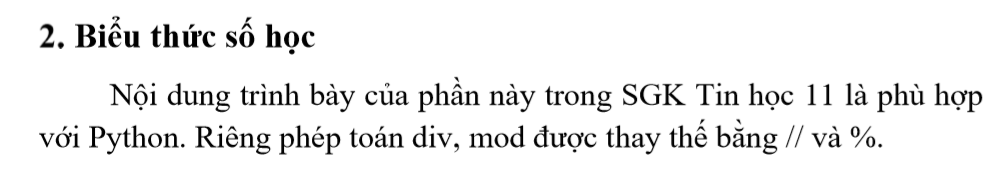 2. Biểu thức số học
Nội dung trình bày của phần này trong SGK Tin học 11 là phù hợp
với Python. Riêng phép toán div, mod được thay thế bằng // và %.